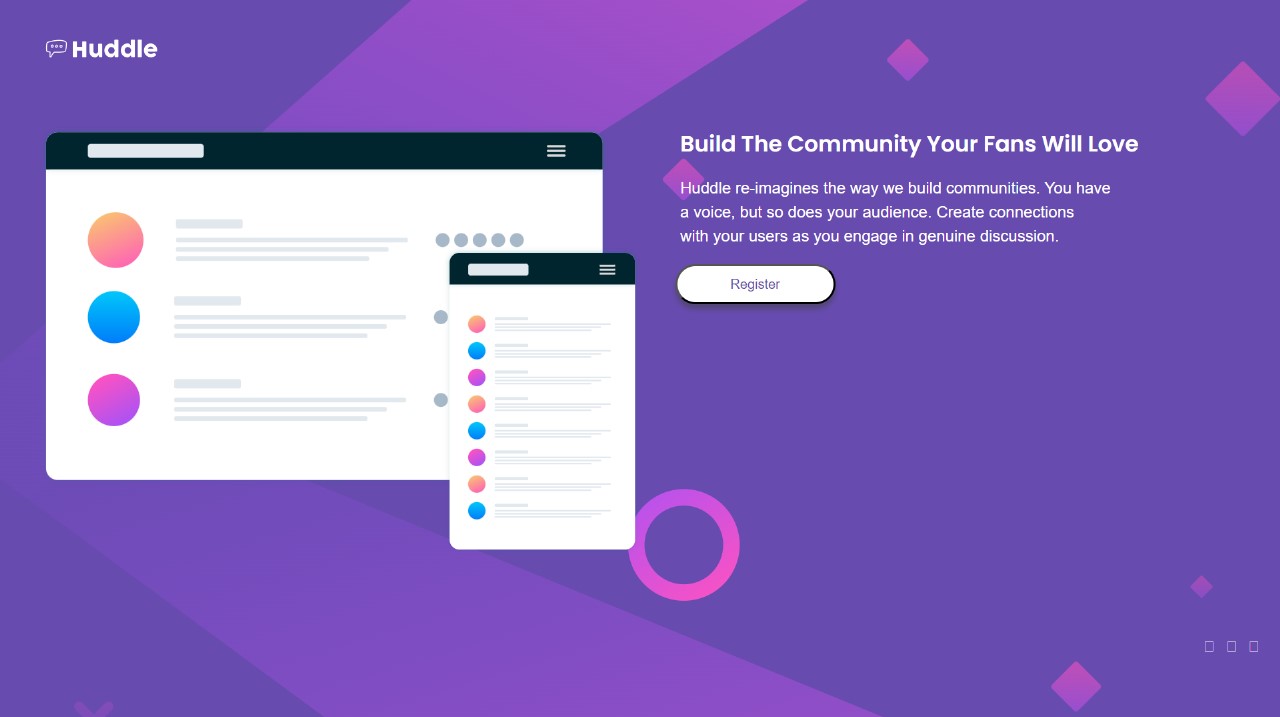 Huddle
Build The Community Your Fans Will Love
Huddle re-imagines the way we build communities. You have
a voice, but so does your audience. Create connections
with your users as you engage in genuine discussion.
Register